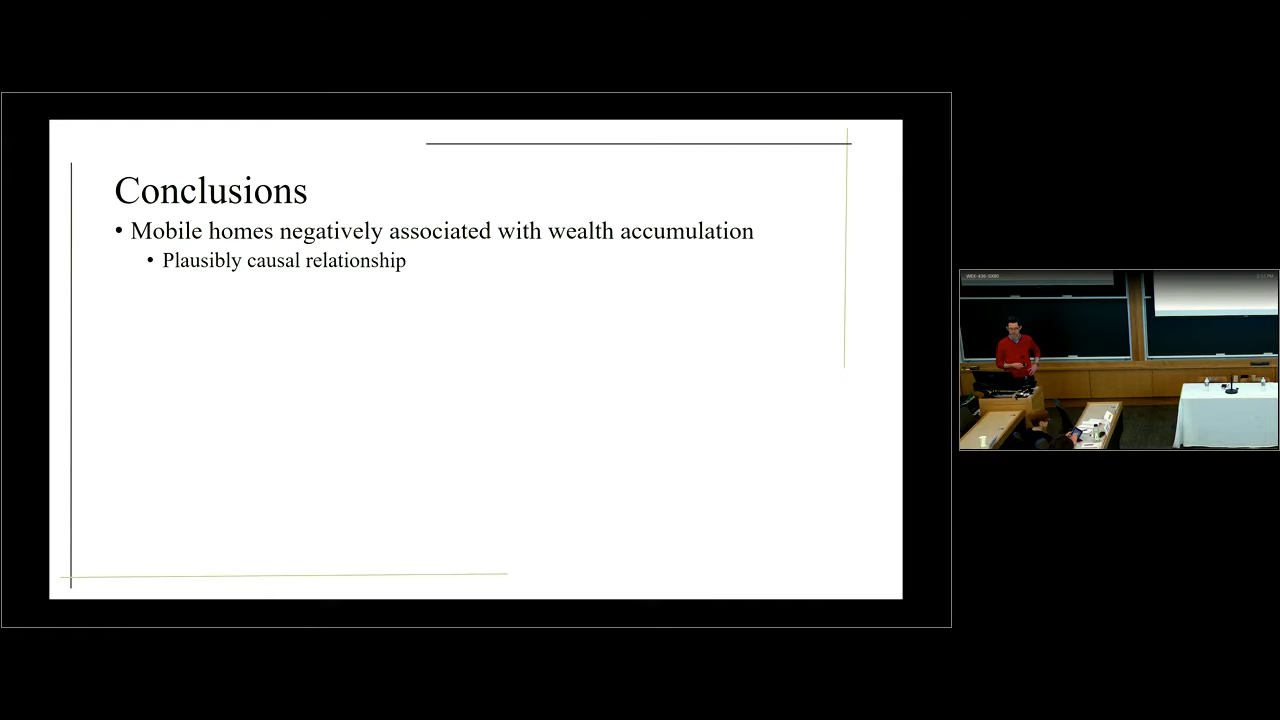 Conclusions
• Mobile homes negatively associated with wealth accumulation
• Plausibly causal relationship